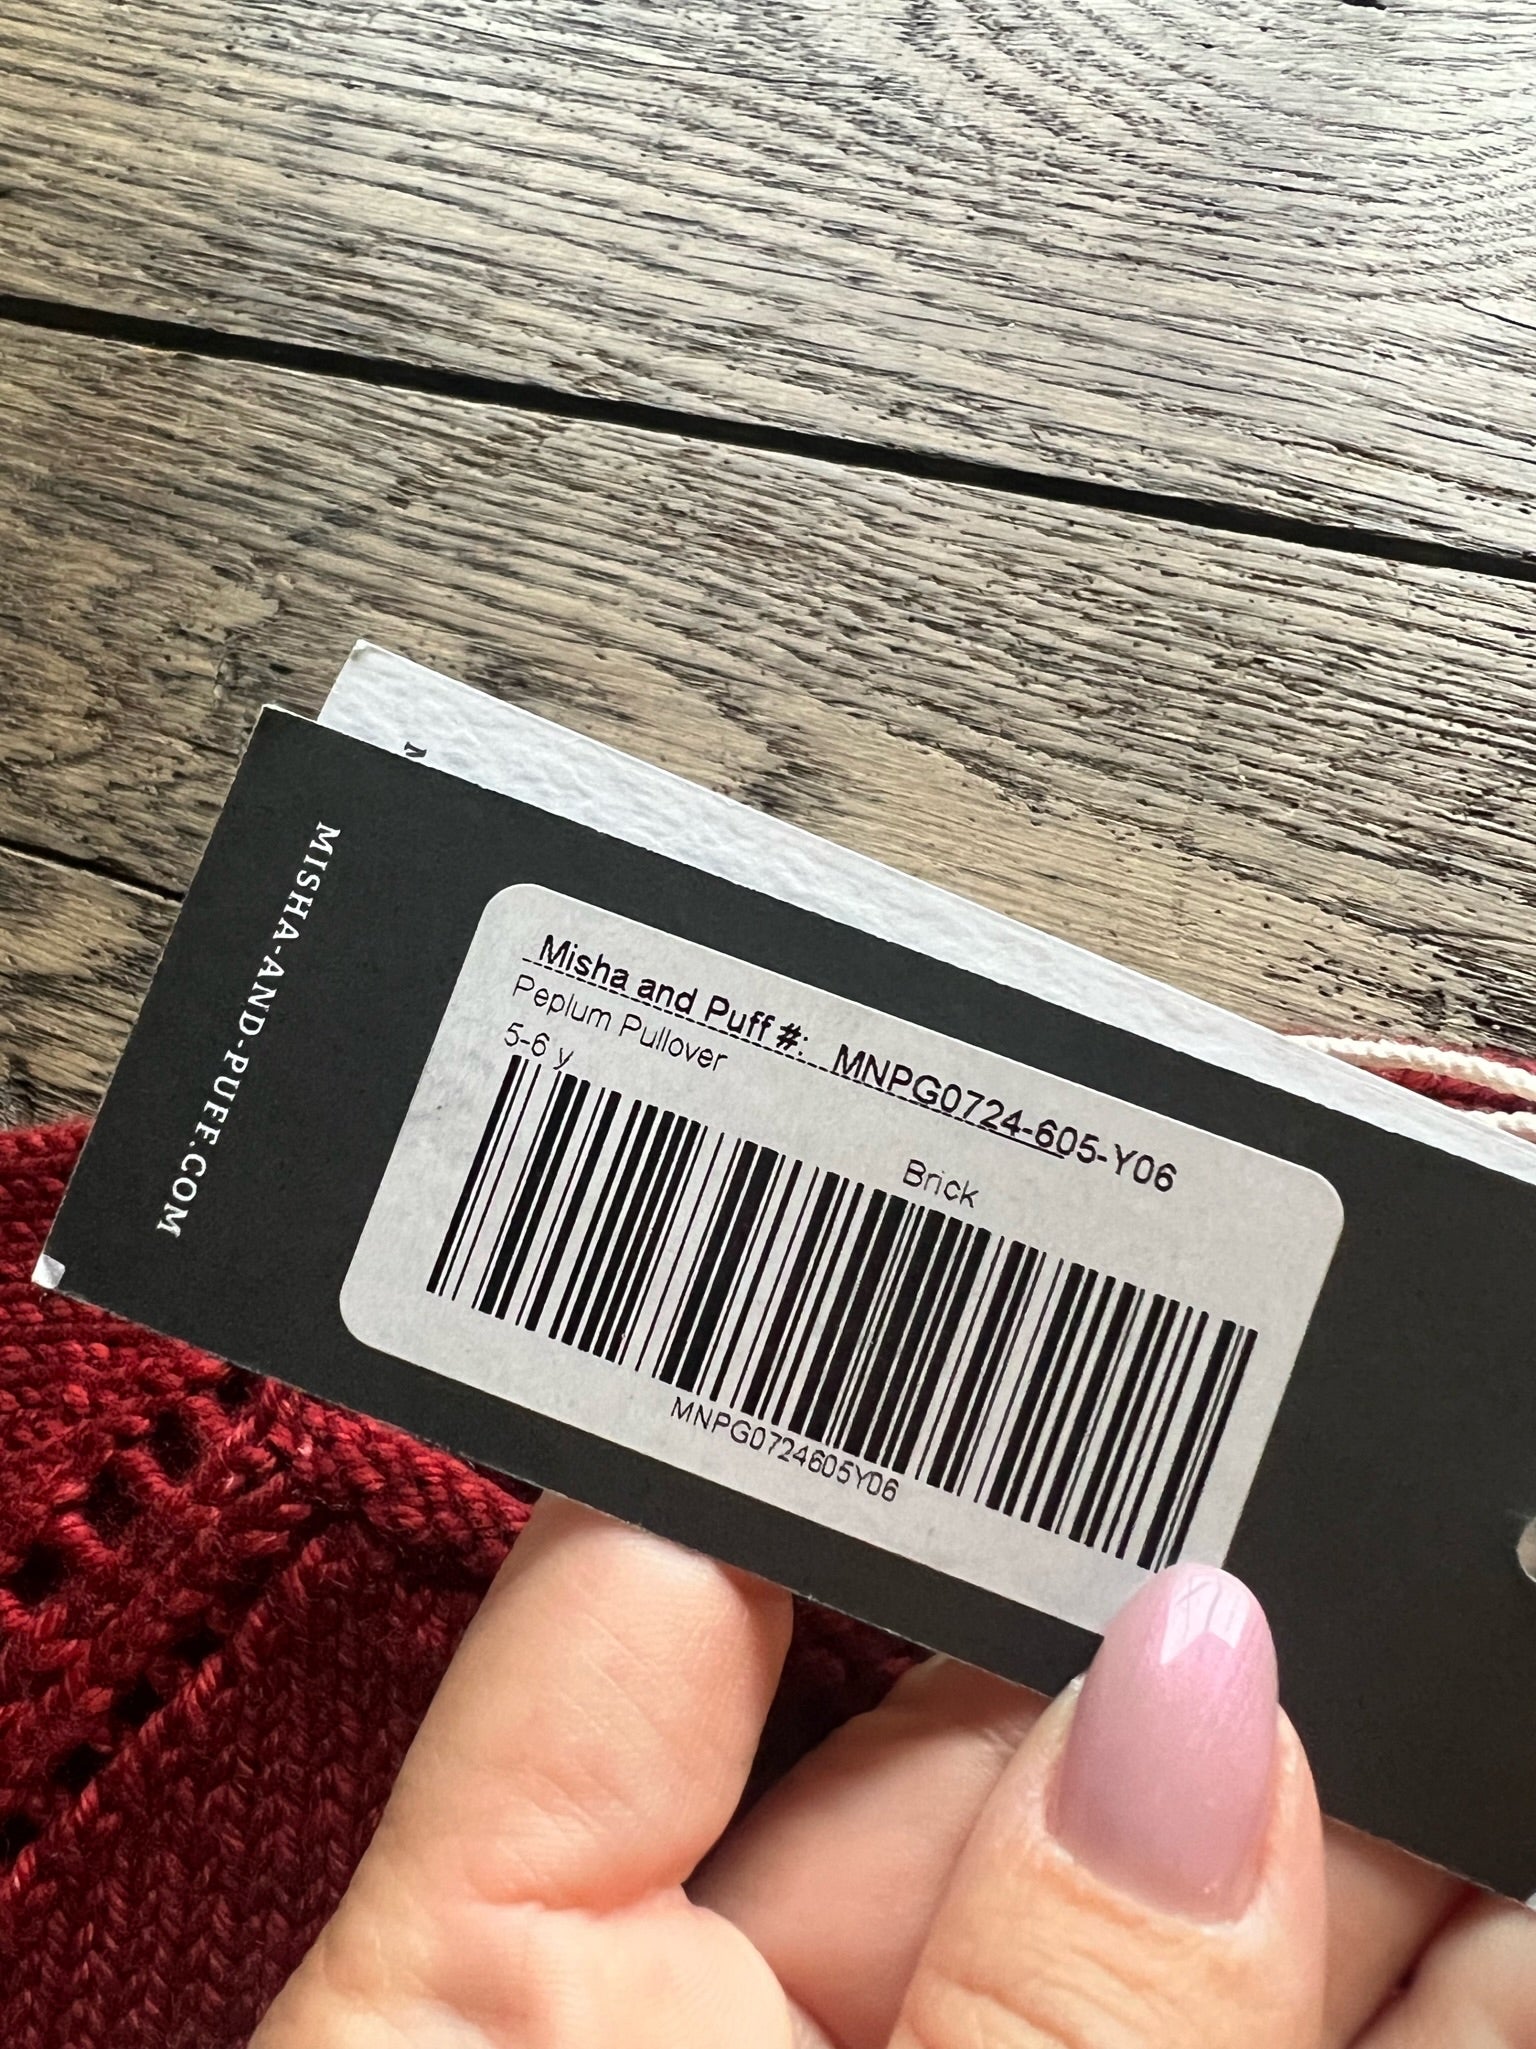 MISHA-AND-PUFF.COM
Misha and Puff #: MNPG0724-605-Y06
Peplum Pullover
5-6 y
Brick
MNPG0724605Y06